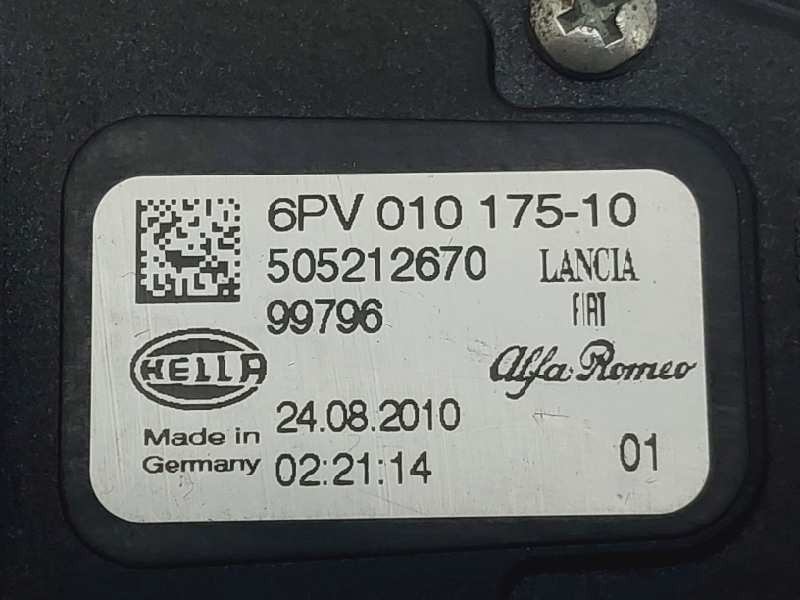 6PV 010 175-10
505212670 LANCIA
99796 FIAT
HELLA Alfa Romeo
24.08.2010
Made in
Germany 02:21:14 01